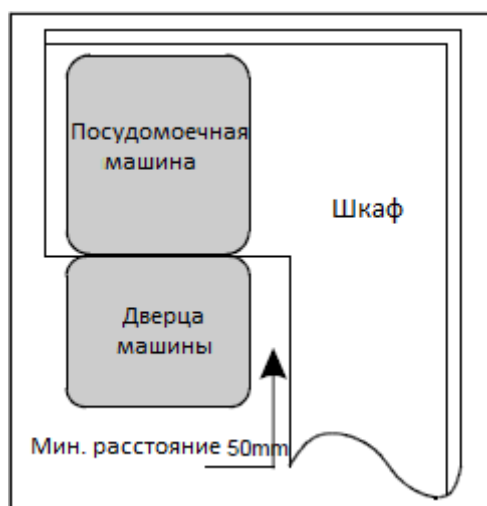 Посудомоечная
машина
Шкаф
Дверца
машины
Мин. расстояние 50mm